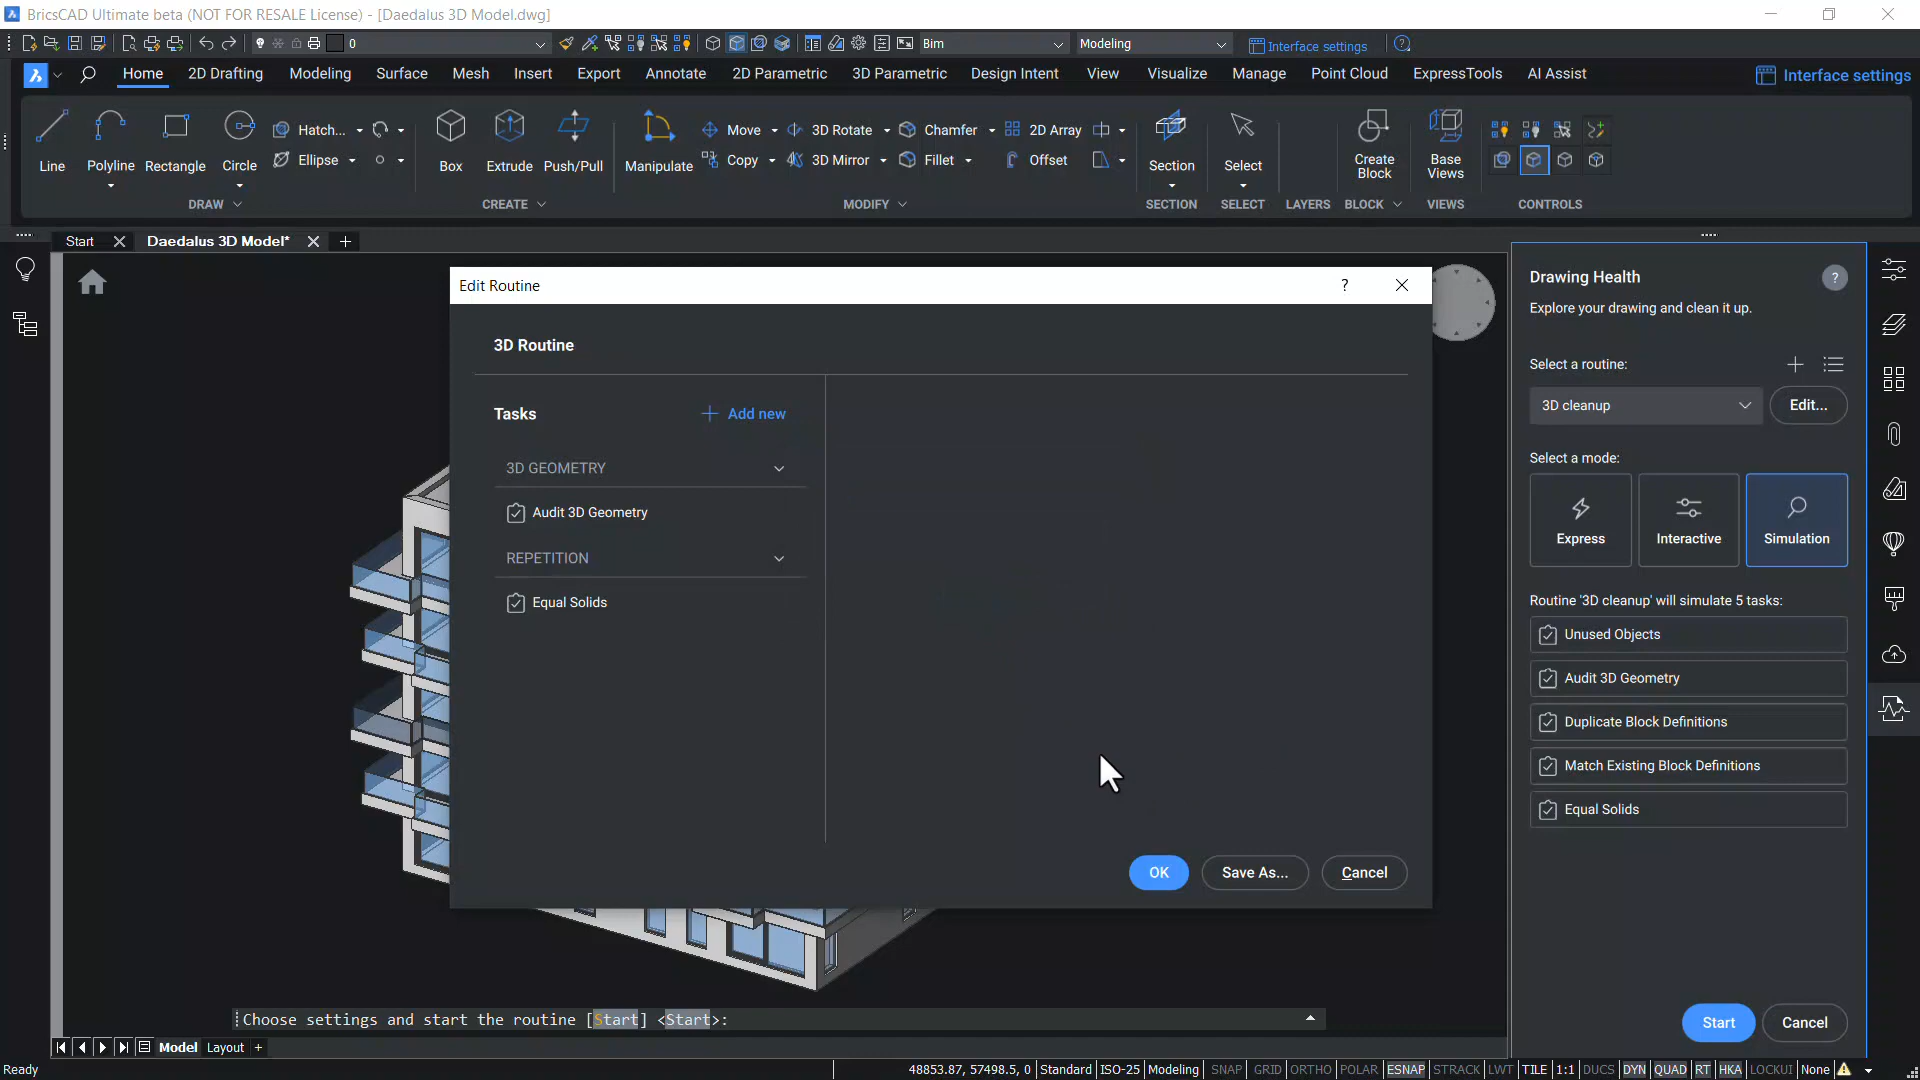 BricsCAD Ultimate beta (NOT FOR RESALE License) - [Daedalus 3D Model.dwg]
0
Bim
Modeling
Interface settings
Home 2D Drafting Modeling Surface Mesh Insert Export Annotate 2D Parametric 3D Parametric Design Intent View Visualize Manage Point Cloud ExpressTools AI Assist
Interface settings
Line
Polyline
Rectangle
Circle
Hatch...
Ellipse
Box
Extrude
Push/Pull
Manipulate
Move
Copy
3D Rotate
3D Mirror
Chamfer
Fillet
2D Array
Offset
Section
Select
Create
Block
Base
Views
DRAW CREATE MODIFY SECTION SELECT LAYERS BLOCK VIEWS CONTROLS
Start
Daedalus 3D Model*
Edit Routine
?
3D Routine
Tasks
Add new
3D GEOMETRY
Audit 3D Geometry
REPETITION
Equal Solids
OK
Save As...
Cancel
Drawing Health
?
Explore your drawing and clean it up.
Select a routine:
3D cleanup
Edit...
Select a mode:
Express
Interactive
Simulation
Routine '3D cleanup' will simulate 5 tasks:
Unused Objects
Audit 3D Geometry
Duplicate Block Definitions
Match Existing Block Definitions
Equal Solids
Start
Cancel
Choose settings and start the routine [Start] <Start>:
Model Layout +
Ready
48853.87, 57498.5, 0 Standard ISO-25 Modeling SNAP GRID ORTHO POLAR ESNAP STRACK LWT TILE 1:1 DUCS DYN QUAD RT HKA LOCKUI None